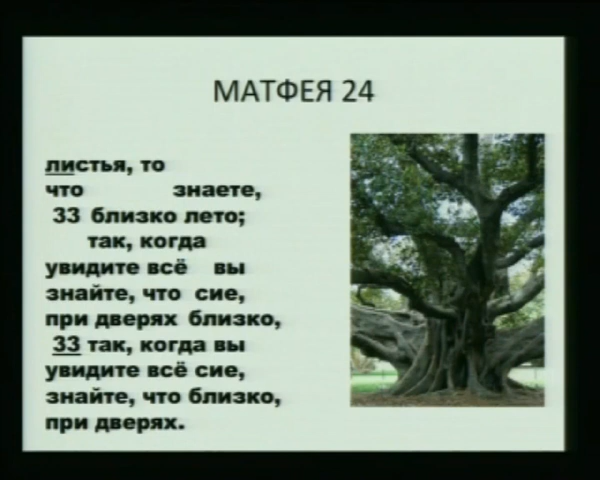 МАТФЕЯ 24
листья, то
что знаете,
33 близко лето;
так, когда
увидите всё вы
знайте, что сие,
при дверях близко,
33 так, когда вы
увидите всё сие,
знайте, что близко,
при дверях.